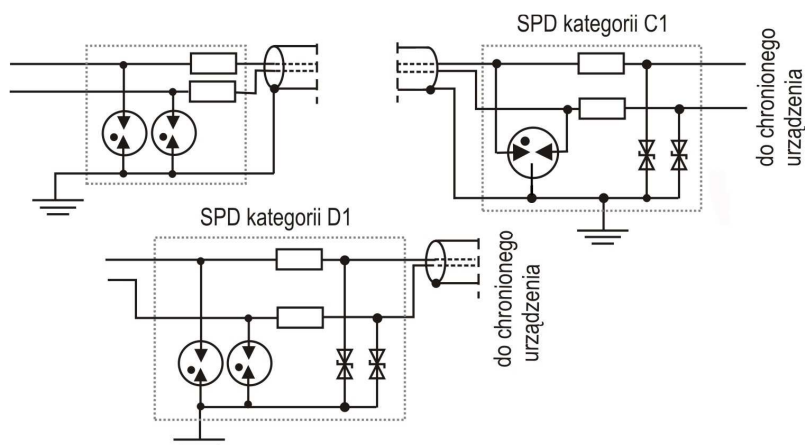 SPD kategorii C1
do chronionego
urządzenia
SPD kategorii D1
do chronionego
urządzenia